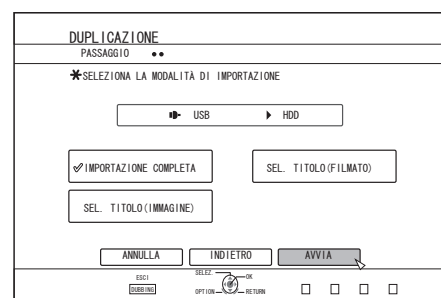 DUPLICAZIONE
PASSAGGIO
SELEZIONA LA MODALITÀ DI IMPORTAZIONE
USB HDD
IMPORTAZIONE COMPLETA SEL. TITOLO(FILMATO)
SEL. TITOLO(IMMAGINE)
ANNULLA INDIETRO AVVIA
ESCI SELEZ. OK
DUBBING OPTION RETURN